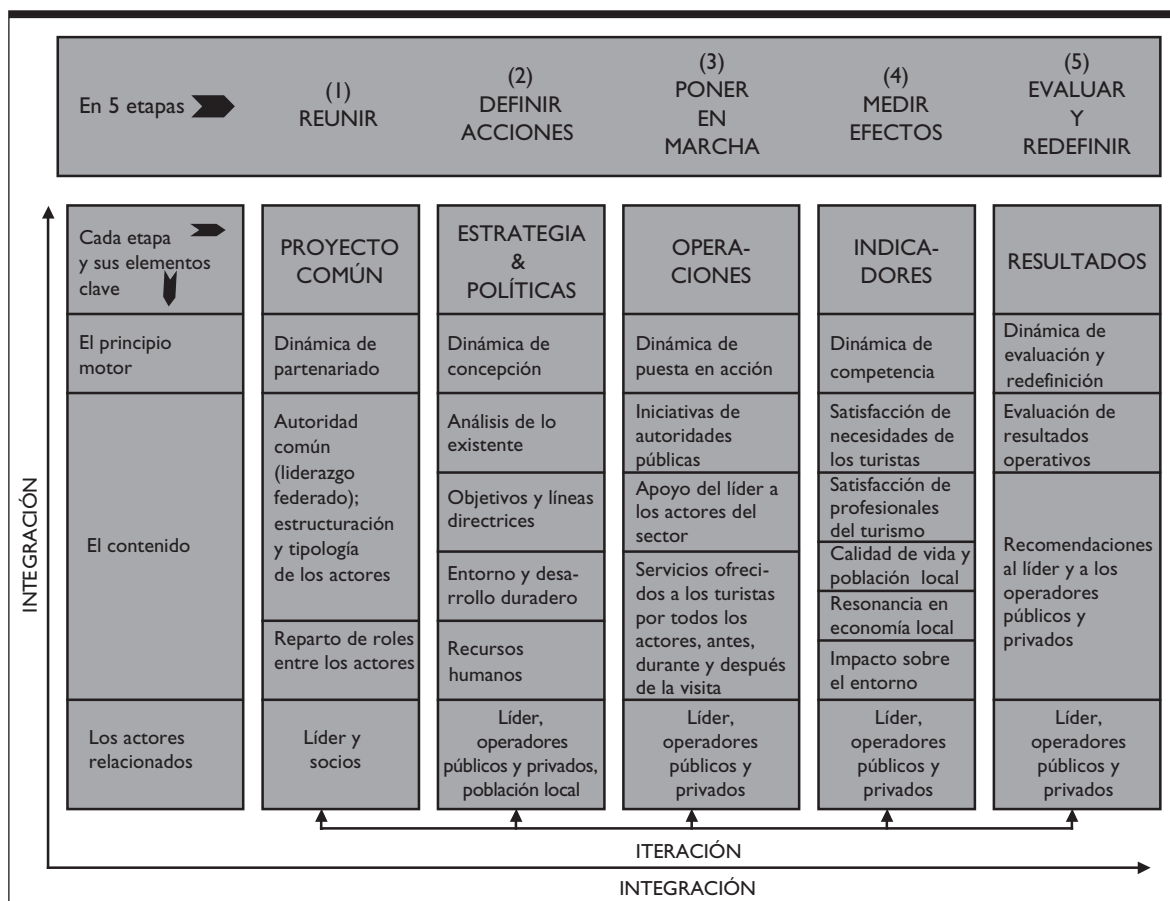 En 5 etapas
(1)
REUNIR
(2)
DEFINIR
ACCIONES
(3)
PONER
EN
MARCHA
(4)
MEDIR
EFECTOS
(5)
EVALUAR
Y
REDEFINIR
Cada etapa
y sus elementos
clave
PROYECTO
COMÚN
ESTRATEGIA
&
POLÍTICAS
OPERA-
CIONES
INDICA-
DORES
RESULTADOS
El principio
motor
Dinámica de
partenariado
Dinámica de
concepción
Dinámica de
puesta en acción
Dinámica de
competencia
Dinámica de
evaluación y
redefinición
El contenido
Autoridad
común
(liderazgo
federado);
estructuración
y tipología
de los actores
Reparto de roles
entre los actores
Análisis de lo
existente
Objetivos y líneas
directrices
Entorno y desa-
rrollo duradero
Recursos
humanos
Iniciativas de
autoridades
públicas
Apoyo del líder a
los actores del
sector
Servicios ofreci-
dos a los turistas
por todos los
actores, antes,
durante y después
de la visita
Satisfacción de
necesidades de
los turistas
Satisfacción de
profesionales
del turismo
Calidad de vida y
población local
Resonancia en
economía local
Impacto sobre
el entorno
Evaluación de
resultados
operativos
Recomendaciones
al líder y a los
operadores
públicos y
privados
Los actores
relacionados
Líder y
socios
Líder,
operadores
públicos y privados,
población local
Líder,
operadores
públicos y
privados
Líder,
operadores
públicos y
privados
Líder,
operadores
públicos y
privados
INTEGRACIÓN
ITERACIÓN
INTEGRACIÓN